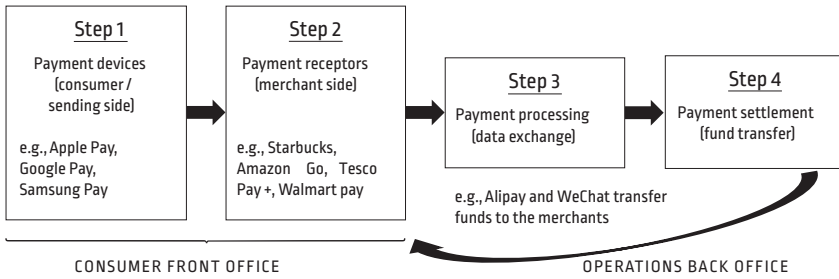 Step 1
Payment devices
(consumer /
sending side)
e.g., Apple Pay,
Google Pay,
Samsung Pay
Step 2
Payment receptors
(merchant side)
e.g., Starbucks,
Amazon Go, Tesco
Pay +, Walmart pay
Step 3
Payment processing
(data exchange)
Step 4
Payment settlement
(fund transfer)
e.g., Alipay and WeChat transfer
funds to the merchants
CONSUMER FRONT OFFICE
OPERATIONS BACK OFFICE